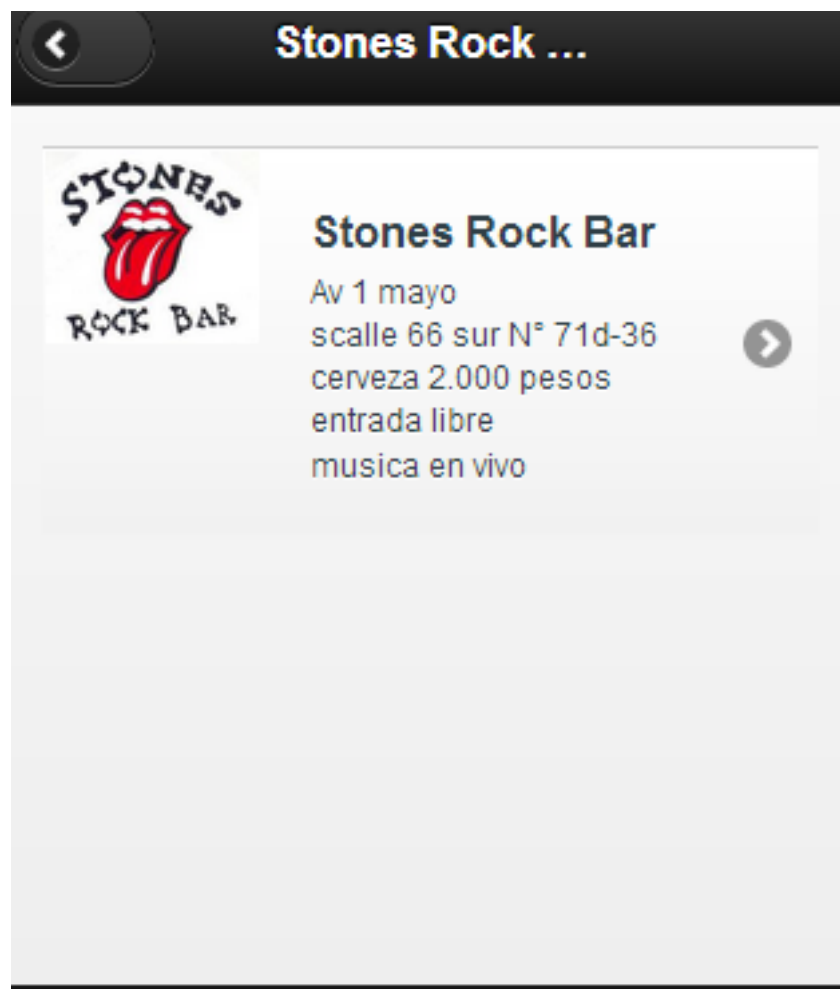 Stones Rock ...
STONES
ROCK BAR
Stones Rock Bar
Av 1 mayo
scalle 66 sur N° 71d-36
cerveza 2.000 pesos
entrada libre
musica en vivo